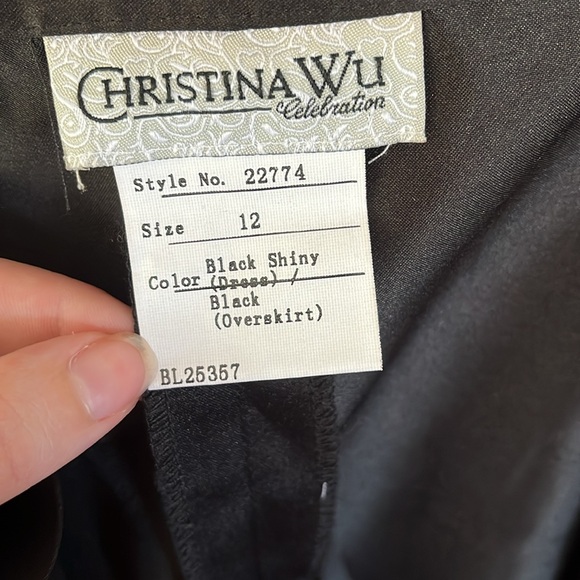 CHRISTINA WU
Celebration
Style No. 22774
Size 12
Black Shiny
Color (Dress) /
Black
(Overskirt)
BL25357